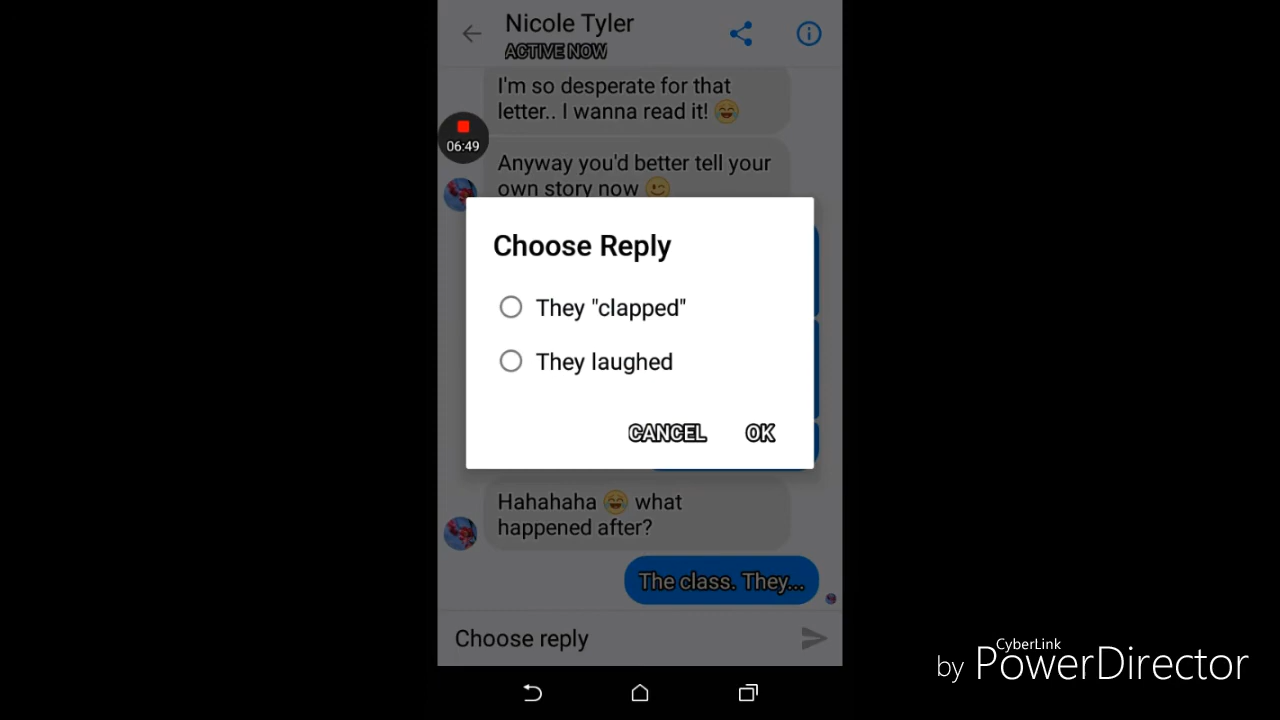 Nicole Tyler
ACTIVE NOW
I'm so desperate for that
letter.. I wanna read it! 😂
06:49
Anyway you'd better tell your
own story now 😉
Choose Reply
They "clapped"
They laughed
CANCEL OK
Hahahaha 😂 what
happened after?
The class. They...
Choose reply
CyberLink
by PowerDirector